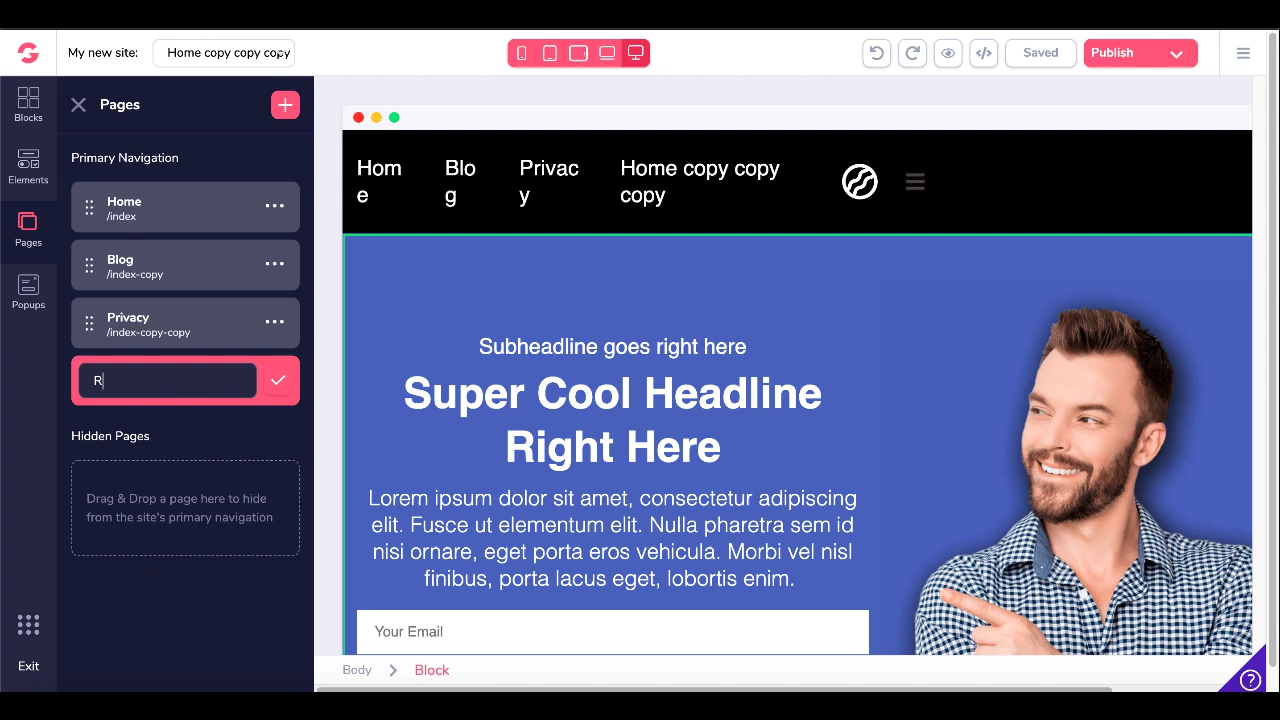 My new site:
Home copy copy copy
Saved
Publish
Blocks
Elements
Pages
Popups
Exit
Pages
Primary Navigation
Home
/index
Blog
/index-copy
Privacy
/index-copy-copy
R
Hidden Pages
Drag & Drop a page here to hide
from the site's primary navigation
Hom
e
Blo
g
Privac
y
Home copy copy
copy
Subheadline goes right here
Super Cool Headline
Right Here
Lorem ipsum dolor sit amet, consectetur adipiscing
elit. Fusce ut elementum elit. Nulla pharetra sem id
nisi ornare, eget porta eros vehicula. Morbi vel nisl
finibus, porta lacus eget, lobortis enim.
Your Email
Body
Block